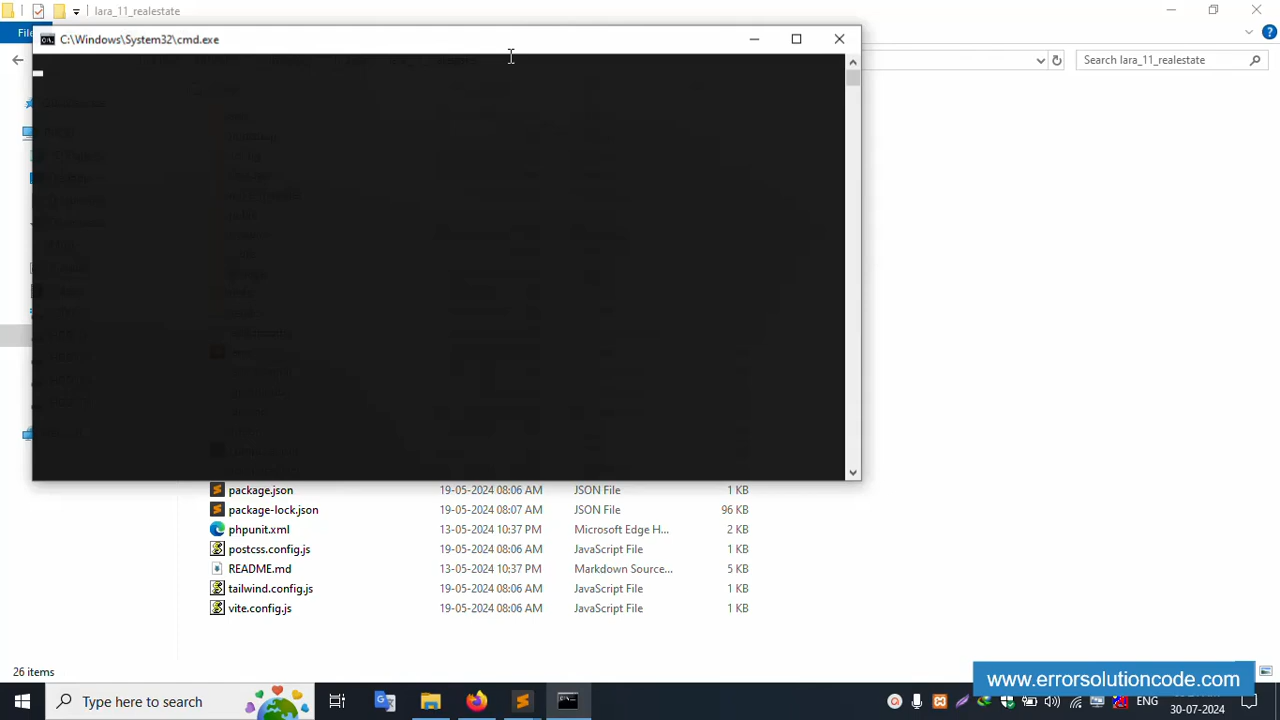 lara_11_realestate
File
C:\Windows\System32\cmd.exe
Search lara_11_realestate
package.json 19-05-2024 08:06 AM JSON File 1 KB
package-lock.json 19-05-2024 08:07 AM JSON File 96 KB
phpunit.xml 13-05-2024 10:37 PM Microsoft Edge H... 2 KB
postcss.config.js 19-05-2024 08:06 AM JavaScript File 1 KB
README.md 13-05-2024 10:37 PM Markdown Source... 5 KB
tailwind.config.js 19-05-2024 08:06 AM JavaScript File 1 KB
vite.config.js 19-05-2024 08:06 AM JavaScript File 1 KB
26 items
www.errorsolutioncode.com
Type here to search
ENG
30-07-2024